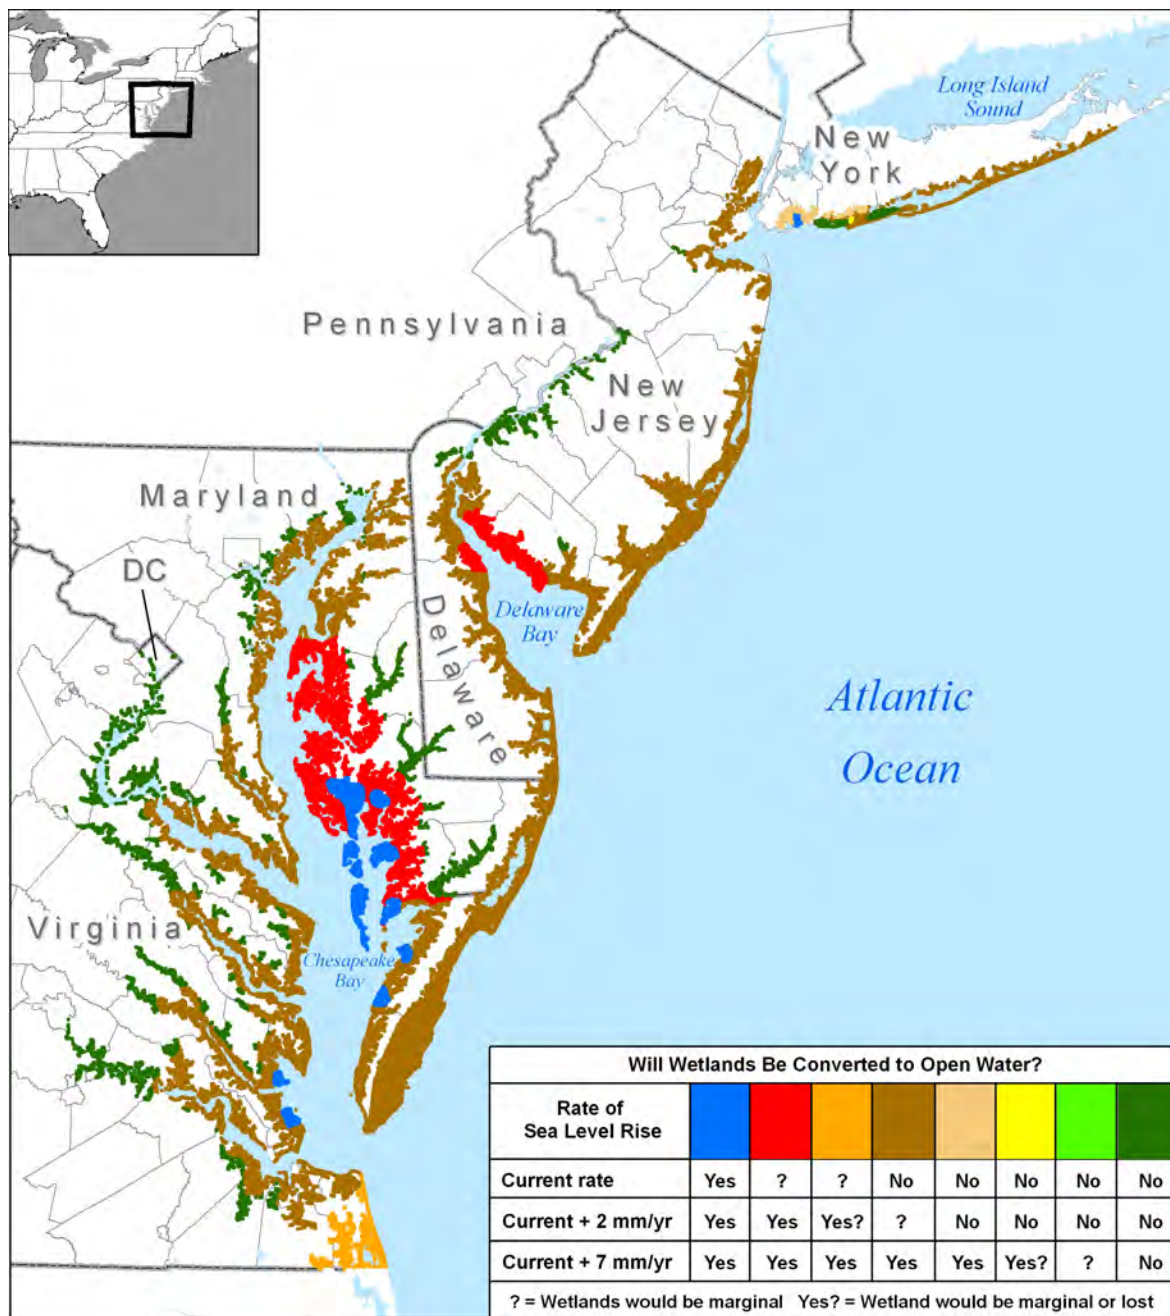 Long Island
Sound
New
York
Pennsylvania
New
Jersey
Maryland
DC
Delaware
Delaware
Bay
Atlantic
Ocean
Virginia
Chesapeake
Bay
Will Wetlands Be Converted to Open Water?
Rate of
Sea Level Rise
Current rate Yes ? ? No No No No No
Current + 2 mm/yr Yes Yes Yes? ? No No No No
Current + 7 mm/yr Yes Yes Yes Yes Yes Yes? ? No
? = Wetlands would be marginal Yes? = Wetland would be marginal or lost